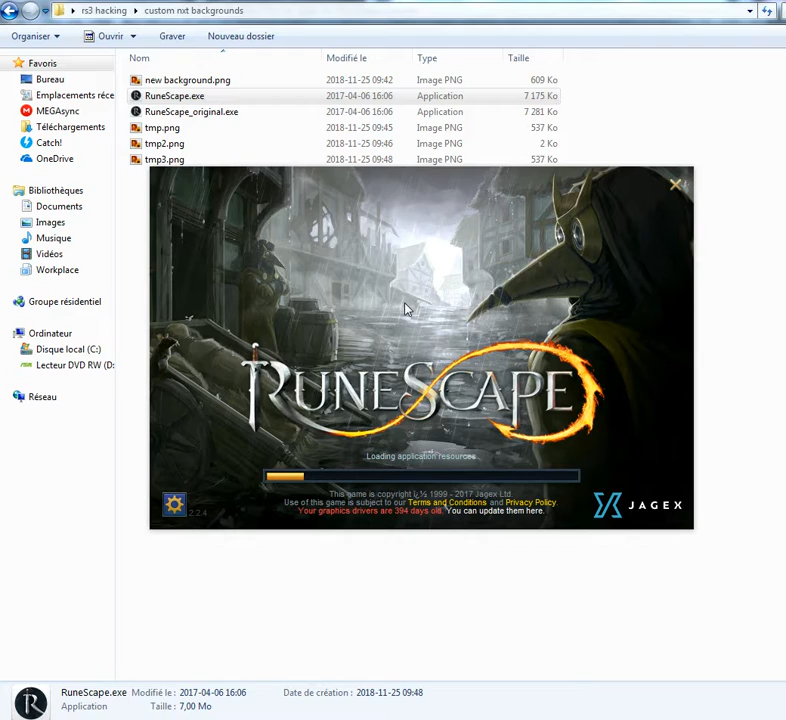 rs3 hacking custom nxt backgrounds
Organiser Ouvrir Graver Nouveau dossier
Favoris
Bureau
Emplacements réce
MEGAsync
Téléchargements
Catch!
OneDrive
Bibliothèques
Documents
Images
Musique
Vidéos
Workplace
Groupe résidentiel
Ordinateur
Disque local (C:)
Lecteur DVD RW (D:
Réseau
Nom Modifié le Type Taille
new background.png 2018-11-25 09:42 Image PNG 609 Ko
RuneScape.exe 2017-04-06 16:06 Application 7 175 Ko
RuneScape_original.exe 2017-04-06 16:06 Application 7 281 Ko
tmp.png 2018-11-25 09:45 Image PNG 537 Ko
tmp2.png 2018-11-25 09:46 Image PNG 2 Ko
tmp3.png 2018-11-25 09:48 Image PNG 537 Ko
RUNESCAPE
Loading application resources
This game is copyright ï¿½ 1999 - 2017 Jagex Ltd.
Use of this game is subject to our Terms and Conditions and Privacy Policy.
Your graphics drivers are 394 days old. You can update them here.
2.2.4
JAGEX
RuneScape.exe Modifié le : 2017-04-06 16:06 Date de création : 2018-11-25 09:48
Application Taille : 7,00 Mo